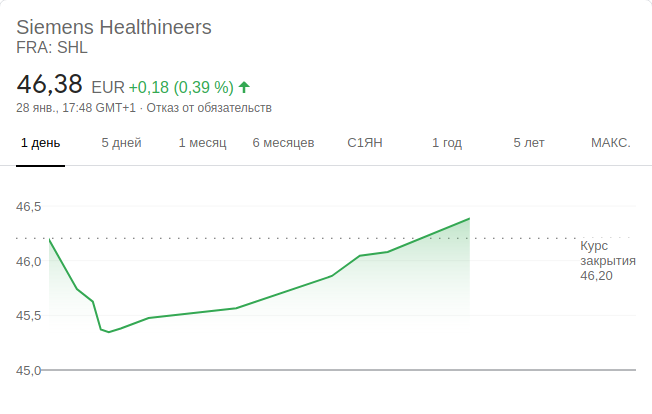 Siemens Healthineers
FRA: SHL
46,38 EUR +0,18 (0,39 %)
28 янв., 17:48 GMT+1 · Отказ от обязательств
1 день 5 дней 1 месяц 6 месяцев С1ЯН 1 год 5 лет МАКС.
46,5
46,0
45,5
45,0
Курс
закрытия
46,20